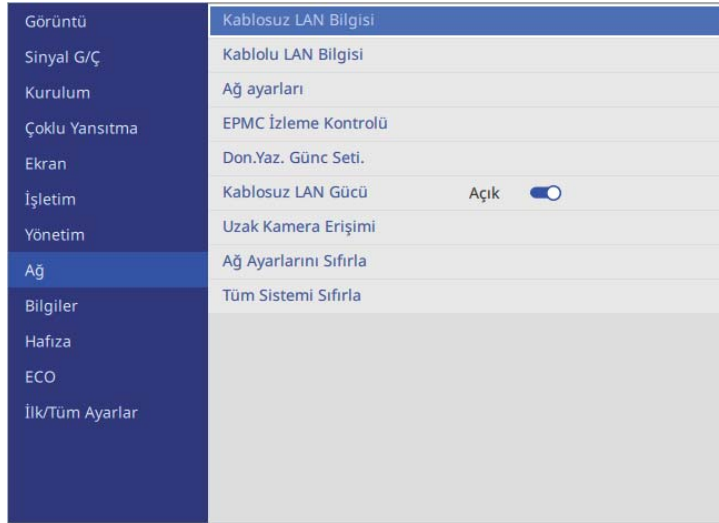 Görüntü
Sinyal G/Ç
Kurulum
Çoklu Yansıtma
Ekran
İşletim
Yönetim
Ağ
Bilgiler
Hafıza
ECO
İlk/Tüm Ayarlar
Kablosuz LAN Bilgisi
Kablolu LAN Bilgisi
Ağ ayarları
EPMC İzleme Kontrolü
Don.Yaz. Günc Seti.
Kablosuz LAN Gücü Açık
Uzak Kamera Erişimi
Ağ Ayarlarını Sıfırla
Tüm Sistemi Sıfırla